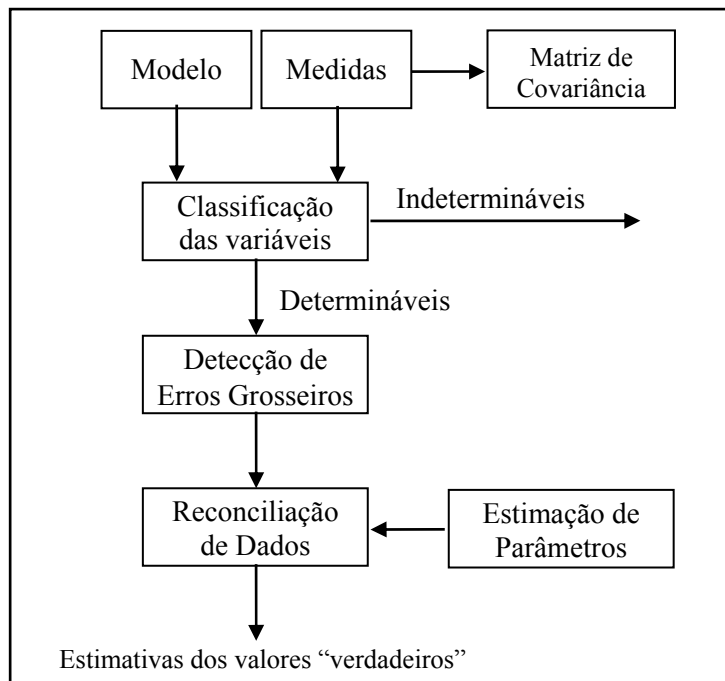 Modelo
Medidas
Matriz de
Covariância
Classificação
das variáveis
Indetermináveis
Determináveis
Detecção de
Erros Grosseiros
Reconciliação
de Dados
Estimação de
Parâmetros
Estimativas dos valores “verdadeiros”